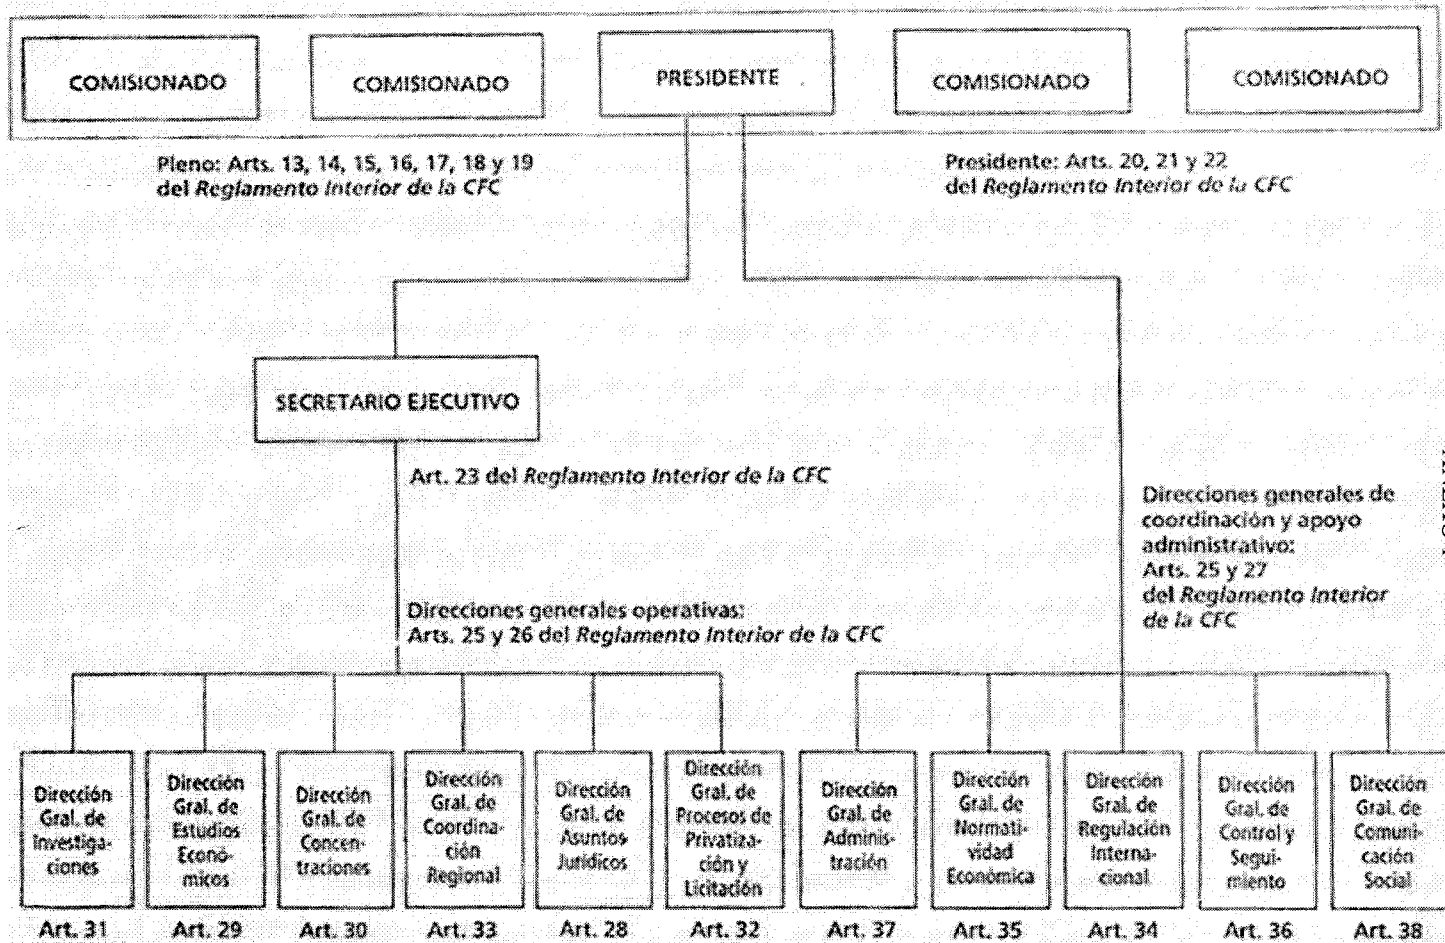 COMISIONADO
COMISIONADO
PRESIDENTE
COMISIONADO
COMISIONADO
Pleno: Arts. 13, 14, 15, 16, 17, 18 y 19
del Reglamento Interior de la CFC
Presidente: Arts. 20, 21 y 22
del Reglamento Interior de la CFC
SECRETARIO EJECUTIVO
Art. 23 del Reglamento Interior de la CFC
Direcciones generales de
coordinación y apoyo
administrativo:
Arts. 25 y 27
del Reglamento Interior
de la CFC
Direcciones generales operativas:
Arts. 25 y 26 del Reglamento Interior de la CFC
Dirección
Gral. de
Investiga-
ciones
Art. 31
Dirección
Gral. de
Estudios
Econó-
micos
Art. 29
Dirección
Gral. de
Concen-
traciones
Art. 30
Dirección
Gral. de
Coordina-
ción
Regional
Art. 33
Dirección
Gral. de
Asuntos
Jurídicos
Art. 28
Dirección
Gral. de
Procesos de
Privatiza-
ción y
Licitación
Art. 32
Dirección
Gral. de
Adminis-
tración
Art. 37
Dirección
Gral. de
Normati-
vidad
Económica
Art. 35
Dirección
Gral. de
Regulación
Interna-
cional
Art. 34
Dirección
Gral. de
Control y
Segui-
miento
Art. 36
Dirección
Gral. de
Comuni-
cación
Social
Art. 38